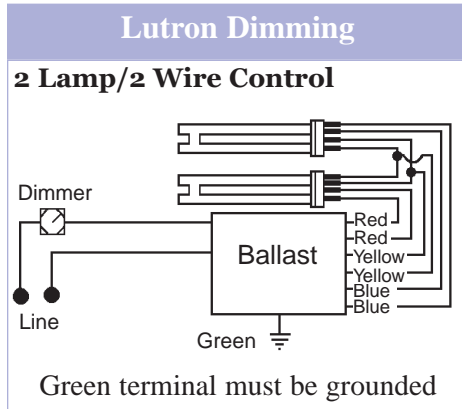 Lutron Dimming
2 Lamp/2 Wire Control
Dimmer
Ballast
Red
Red
Yellow
Yellow
Blue
Blue
Line
Green
Green terminal must be grounded